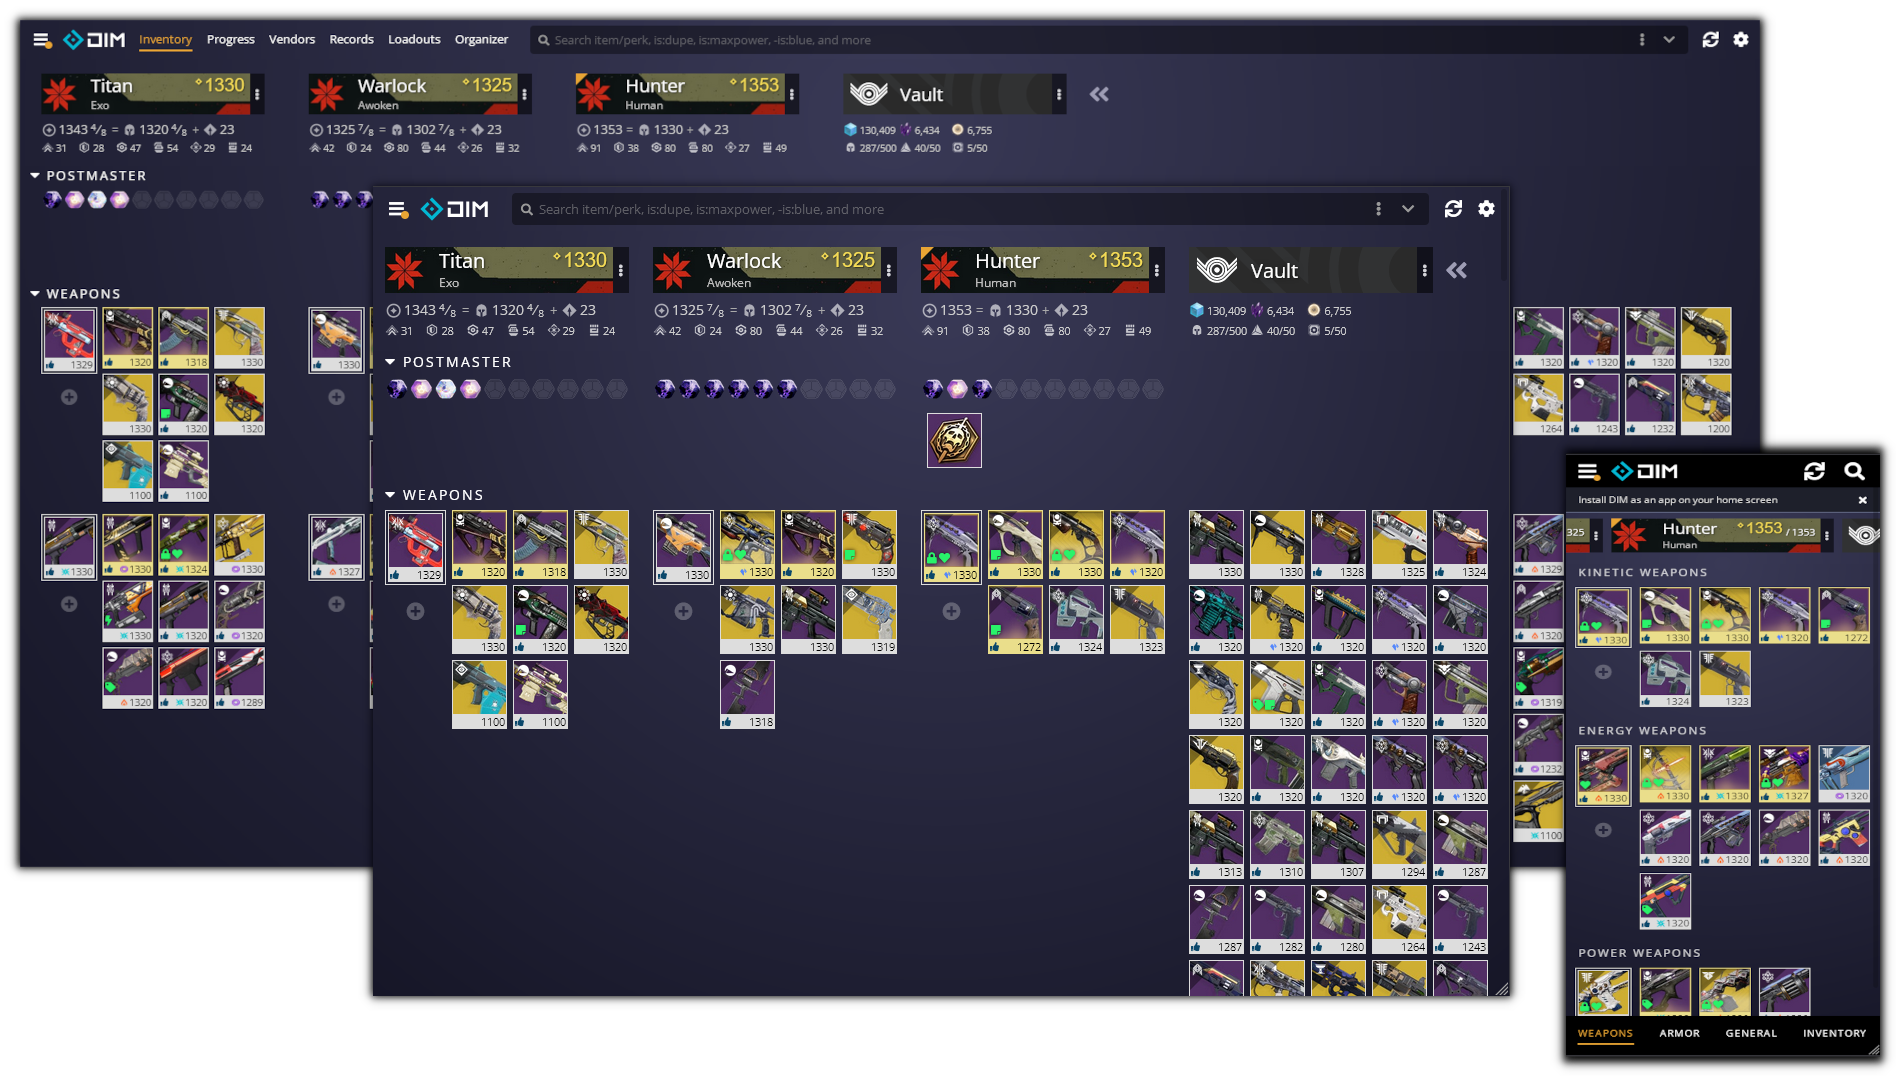 DIM Inventory Progress Vendors Records Loadouts Organizer Search item/perk, is:dupe, is:maxpower, -is:blue, and more
Titan 1330 Warlock 1325 Hunter 1353 Vault
Exo Awoken Human
1343 4/8 = 1320 4/8 + 23 1325 7/8 = 1302 7/8 + 23 1353 = 1330 + 23 130,409 6,434 6,755
31 28 47 54 29 24 42 24 80 44 26 32 91 38 80 80 27 49 287/500 40/50 5/50
POSTMASTER
WEAPONS
1329 1320 1318 1330 1330
1330 1320 1320
1100 1100
1330 1330 1324 1330 1327
1330 1320 1320
1320 1320 1289
1320 1320 1320 1320
1264 1243 1232 1200
1329
1320
1319
1232
1100
DIM Search item/perk, is:dupe, is:maxpower, -is:blue, and more
Titan 1330 Warlock 1325 Hunter 1353 Vault
Exo Awoken Human
1343 4/8 = 1320 4/8 + 23 1325 7/8 = 1302 7/8 + 23 1353 = 1330 + 23 130,409 6,434 6,755
31 28 47 54 29 24 42 24 80 44 26 32 91 38 80 80 27 49 287/500 40/50 5/50
POSTMASTER
WEAPONS
1329 1320 1318 1330 1330 1330 1320 1330 1330 1330 1330 1320 1330 1330 1328 1325 1324
1330 1320 1320 1330 1330 1319 1272 1324 1323 1320 1320 1320 1320 1320
1100 1100 1318 1320 1320 1320 1320 1320
1320 1320 1320 1320 1320
1313 1310 1307 1294 1287
1287 1282 1280 1264 1243
DIM
Install DIM as an app on your home screen
325 Hunter 1353 / 1353
Human
KINETIC WEAPONS
1330 1330 1330 1320 1272
1324 1323
ENERGY WEAPONS
1330 1330 1330 1327 1320
1320 1320 1320 1320
1320
POWER WEAPONS
WEAPONS ARMOR GENERAL INVENTORY